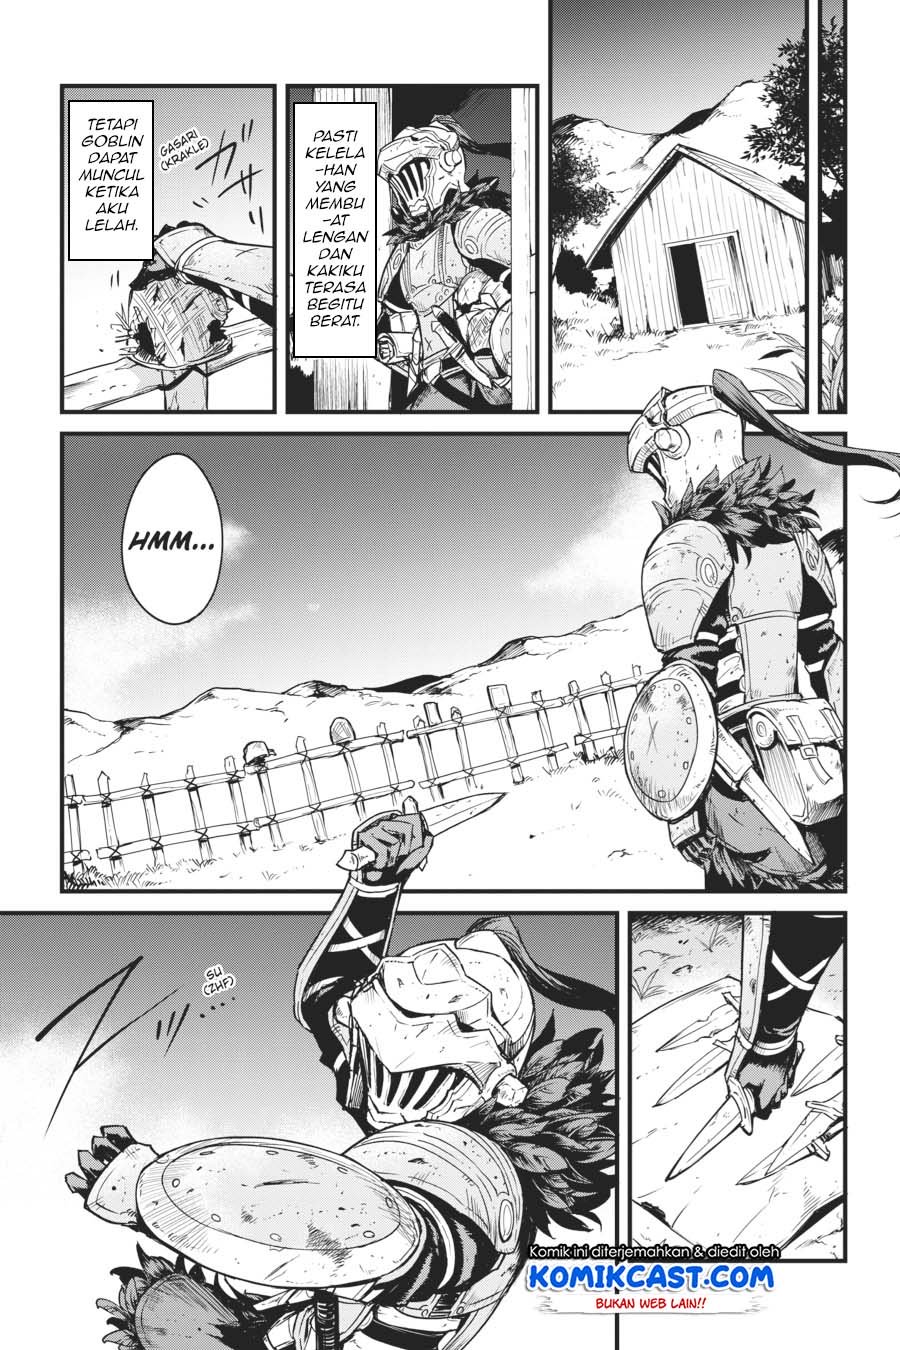 PASTI
KELELA
-HAN
YANG
MEMBU
-AT
LENGAN
DAN
KAKIKU
TERASA
BEGITU
BERAT.
TETAPI
GOBLIN
DAPAT
MUNCUL
KETIKA
AKU
LELAH.
GASARI
(KRAKLE)
HMM...
SU
(ZHF)
Komik ini diterjemahkan & diedit oleh
KOMIKCAST.COM
BUKAN WEB LAIN!!